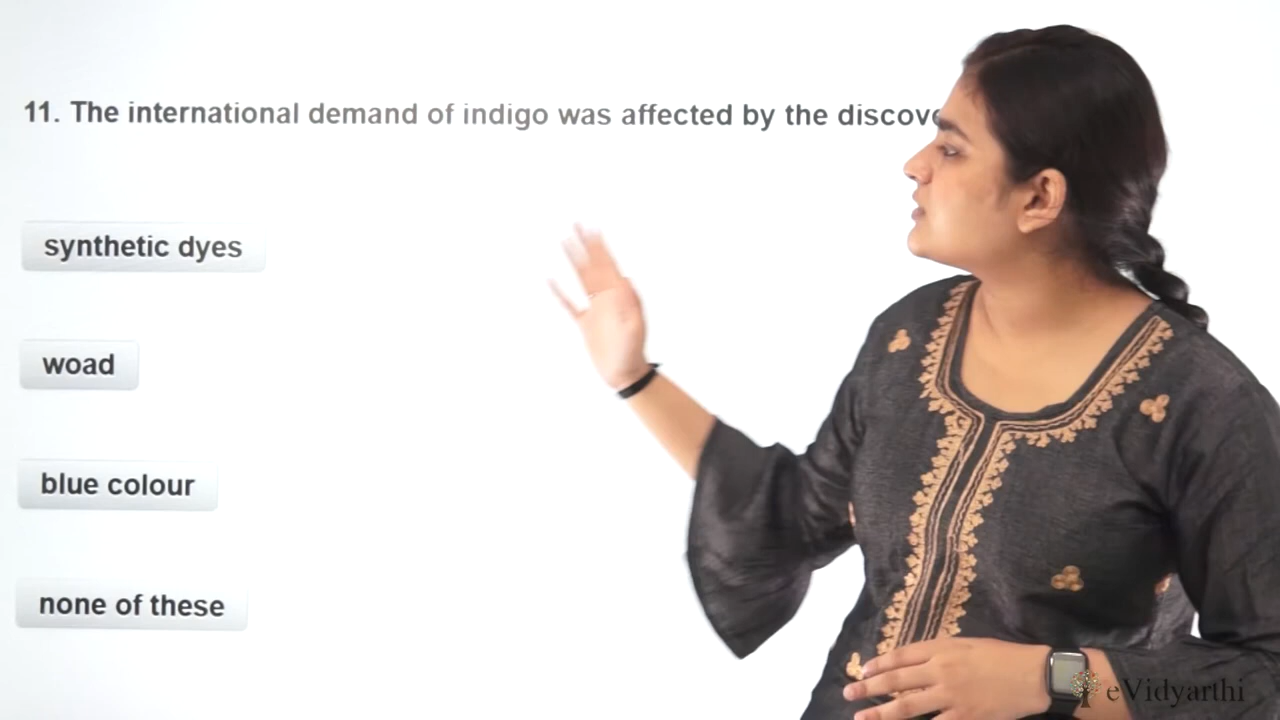 11. The international demand of indigo was affected by the
synthetic dyes
woad
blue colour
none of these
eVidyarthi